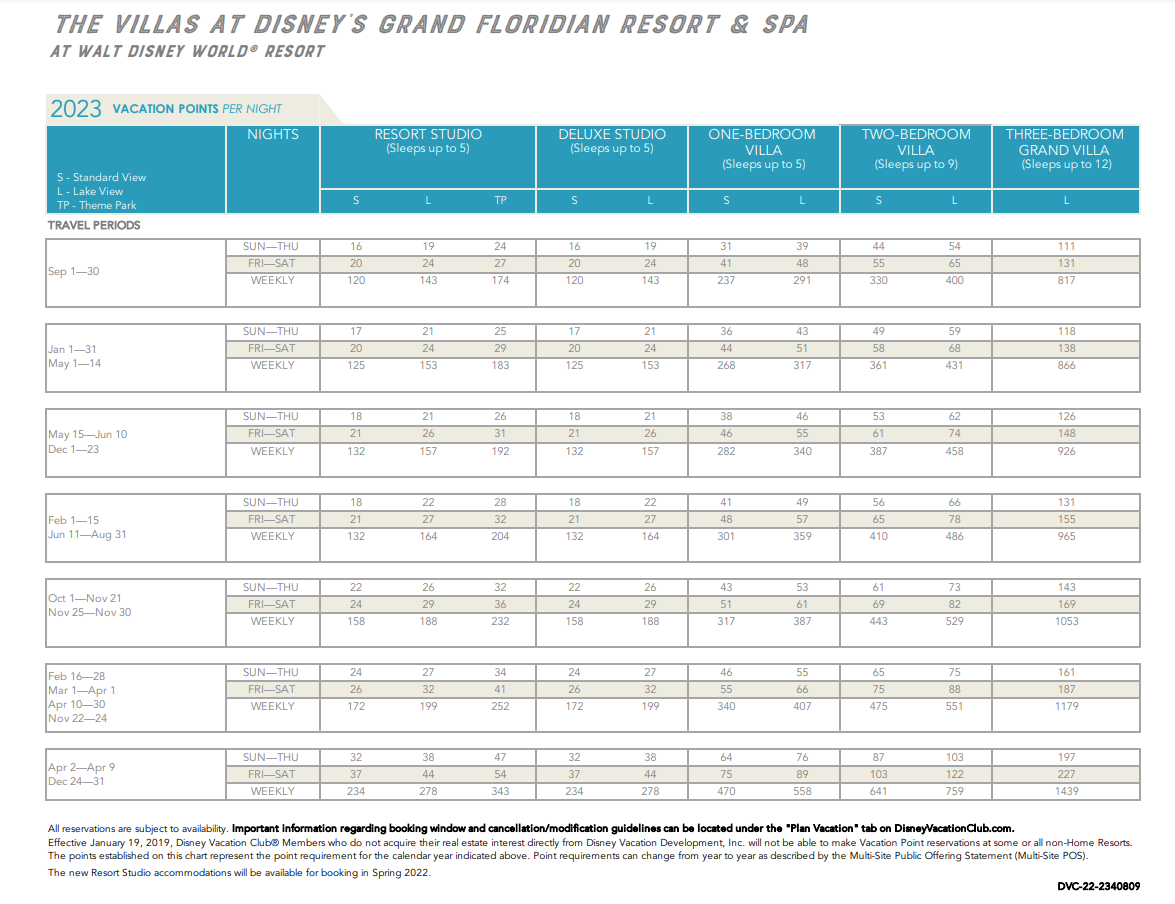 THE VILLAS AT DISNEY'S GRAND FLORIDIAN RESORT & SPA
AT WALT DISNEY WORLD® RESORT
2023 VACATION POINTS PER NIGHT
S - Standard View
L - Lake View
TP - Theme Park
NIGHTS
RESORT STUDIO
(Sleeps up to 5)
DELUXE STUDIO
(Sleeps up to 5)
ONE-BEDROOM
VILLA
(Sleeps up to 5)
TWO-BEDROOM
VILLA
(Sleeps up to 9)
THREE-BEDROOM
GRAND VILLA
(Sleeps up to 12)
S L TP S L S L S L L
TRAVEL PERIODS
Sep 1—30
SUN—THU 16 19 24 16 19 31 39 44 54 111
FRI—SAT 20 24 27 20 24 41 48 55 65 131
WEEKLY 120 143 174 120 143 237 291 330 400 817
Jan 1—31
May 1—14
SUN—THU 17 21 25 17 21 36 43 49 59 118
FRI—SAT 20 24 29 20 24 44 51 58 68 138
WEEKLY 125 153 183 125 153 268 317 361 431 866
May 15—Jun 10
Dec 1—23
SUN—THU 18 21 26 18 21 38 46 53 62 126
FRI—SAT 21 26 31 21 26 46 55 61 74 148
WEEKLY 132 157 192 132 157 282 340 387 458 926
Feb 1—15
Jun 11—Aug 31
SUN—THU 18 22 28 18 22 41 49 56 66 131
FRI—SAT 21 27 32 21 27 48 57 65 78 155
WEEKLY 132 164 204 132 164 301 359 410 486 965
Oct 1—Nov 21
Nov 25—Nov 30
SUN—THU 22 26 32 22 26 43 53 61 73 143
FRI—SAT 24 29 36 24 29 51 61 69 82 169
WEEKLY 158 188 232 158 188 317 387 443 529 1053
Feb 16—28
Mar 1—Apr 1
Apr 10—30
Nov 22—24
SUN—THU 24 27 34 24 27 46 55 65 75 161
FRI—SAT 26 32 41 26 32 55 66 75 88 187
WEEKLY 172 199 252 172 199 340 407 475 551 1179
Apr 2—Apr 9
Dec 24—31
SUN—THU 32 38 47 32 38 64 76 87 103 197
FRI—SAT 37 44 54 37 44 75 89 103 122 227
WEEKLY 234 278 343 234 278 470 558 641 759 1439
All reservations are subject to availability. Important information regarding booking window and cancellation/modification guidelines can be located under the "Plan Vacation" tab on DisneyVacationClub.com.
Effective January 19, 2019, Disney Vacation Club® Members who do not acquire their real estate interest directly from Disney Vacation Development, Inc. will not be able to make Vacation Point reservations at some or all non-Home Resorts.
The points established on this chart represent the point requirement for the calendar year indicated above. Point requirements can change from year to year as described by the Multi-Site Public Offering Statement (Multi-Site POS).
The new Resort Studio accommodations will be available for booking in Spring 2022.
DVC-22-2340809